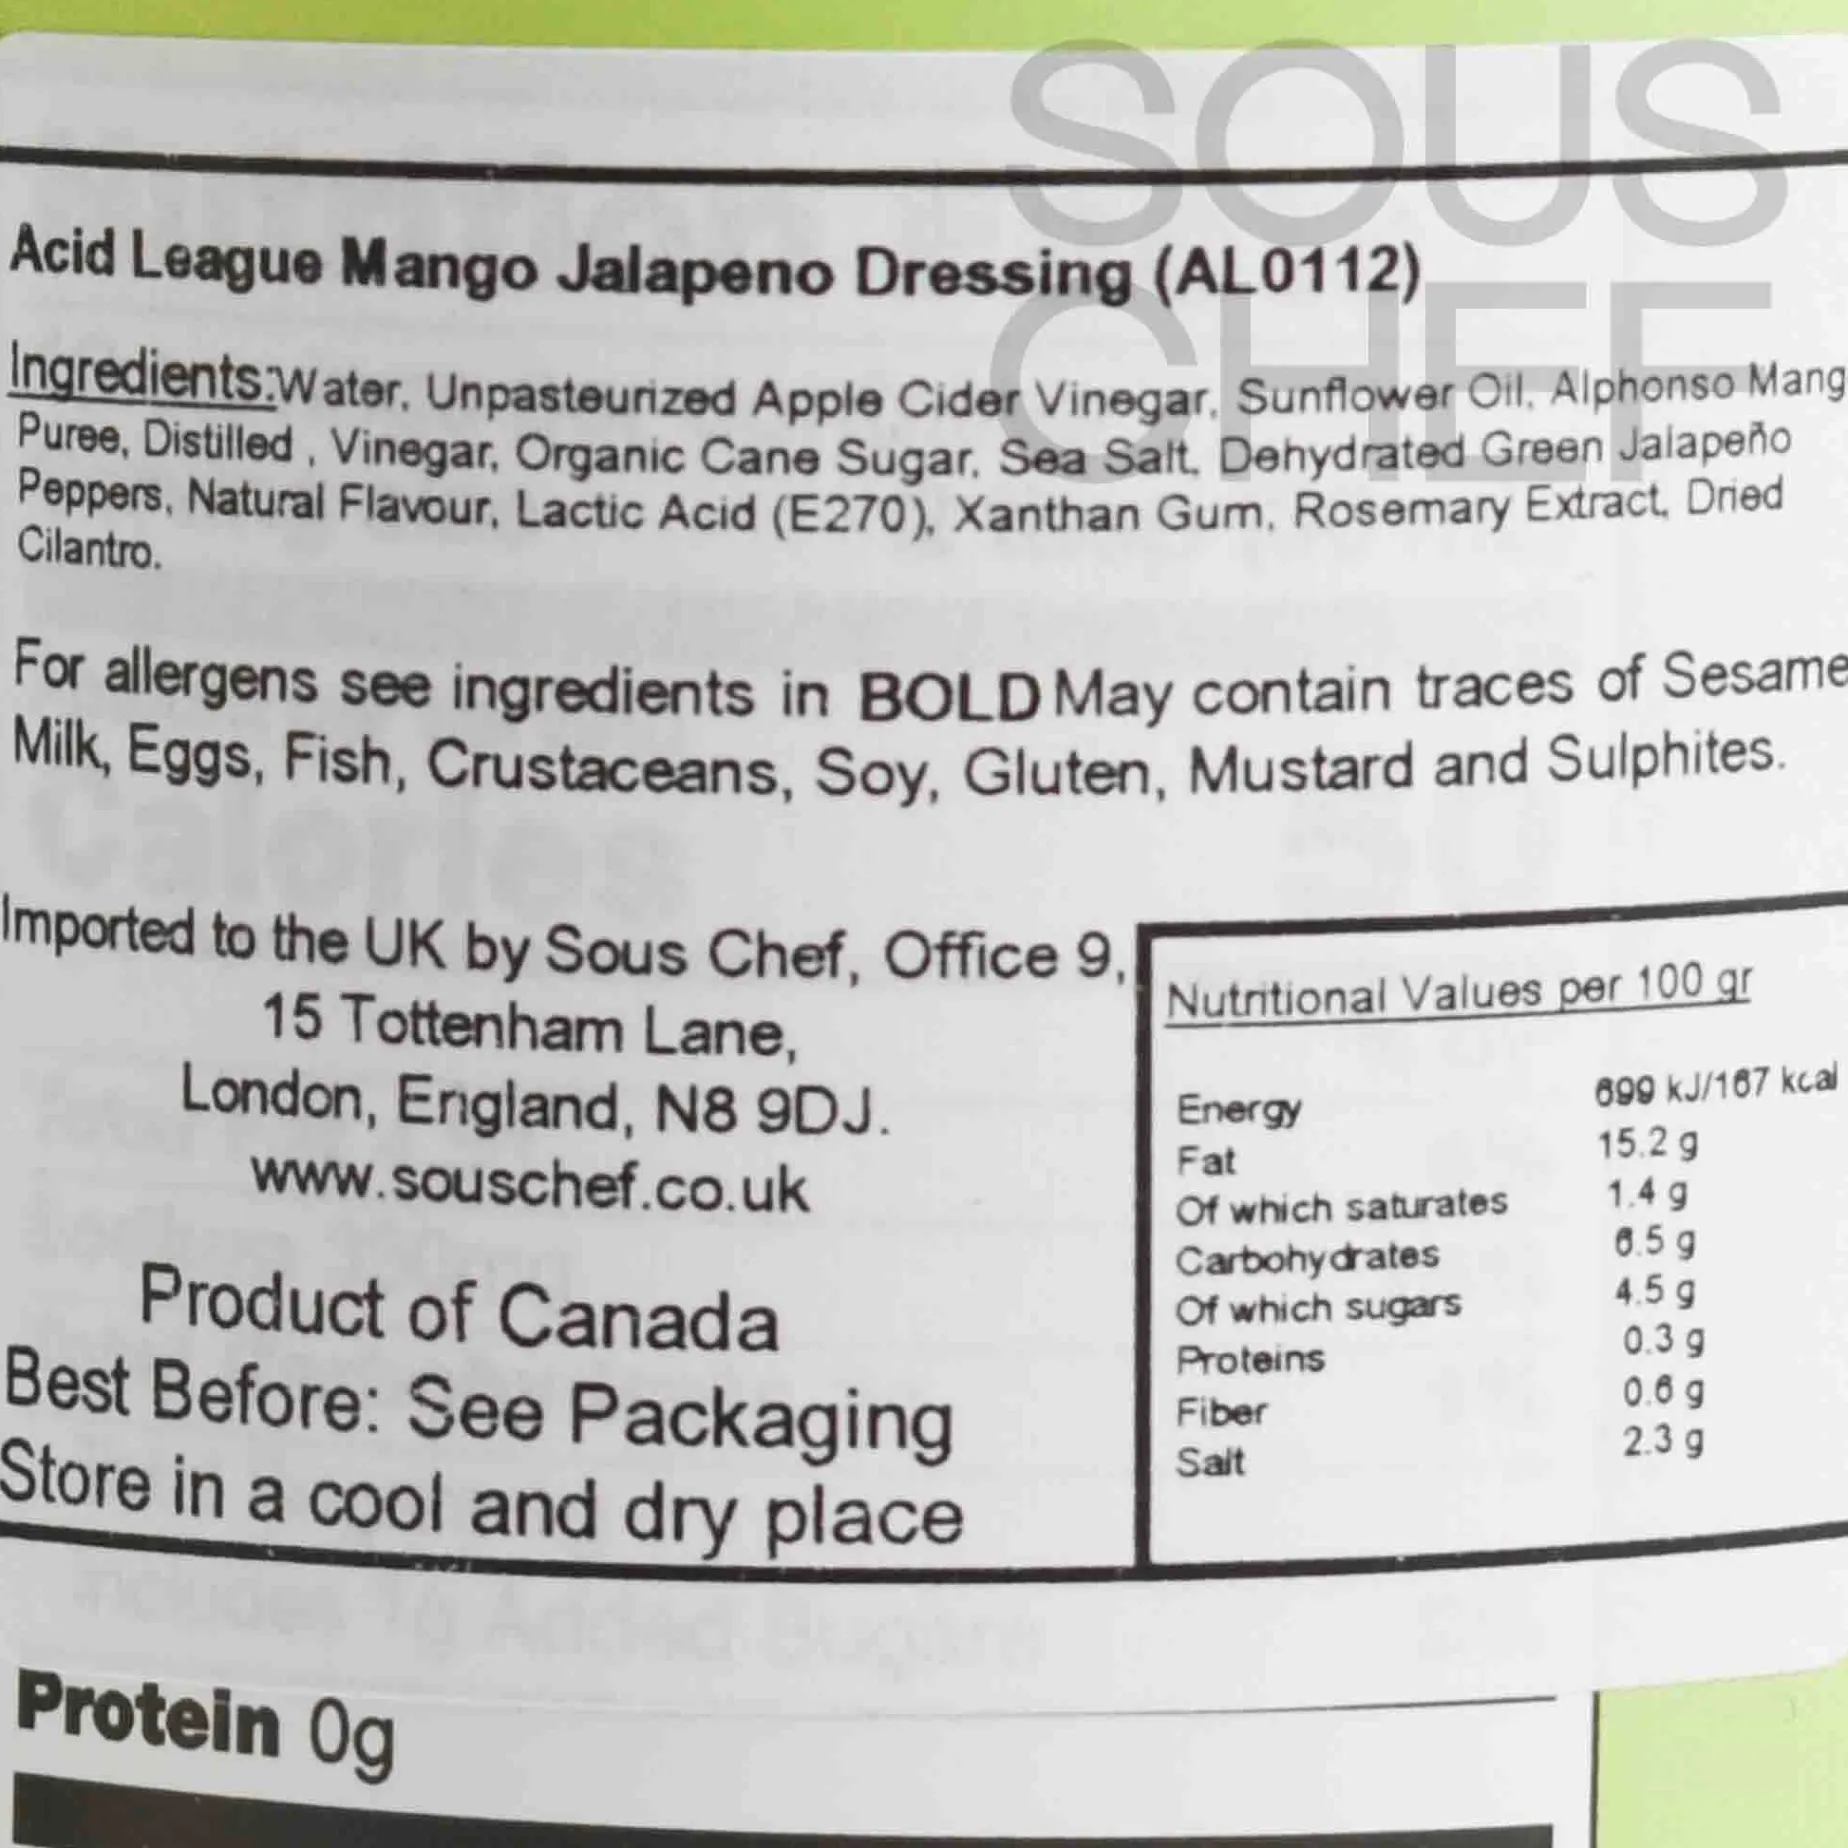 SOUS
CHEF
Acid League Mango Jalapeno Dressing (AL0112)
Ingredients:Water, Unpasteurized Apple Cider Vinegar, Sunflower Oil, Alphonso Mang
Puree, Distilled , Vinegar, Organic Cane Sugar, Sea Salt, Dehydrated Green Jalapeño
Peppers, Natural Flavour, Lactic Acid (E270), Xanthan Gum, Rosemary Extract, Dried
Cilantro.
For allergens see ingredients in BOLD May contain traces of Sesame
Milk, Eggs, Fish, Crustaceans, Soy, Gluten, Mustard and Sulphites.
Imported to the UK by Sous Chef, Office 9,
15 Tottenham Lane,
London, England, N8 9DJ.
www.souschef.co.uk
Product of Canada
Best Before: See Packaging
Store in a cool and dry place
Nutritional Values per 100 gr
Energy 699 kJ/167 kcal
Fat 15.2 g
Of which saturates 1.4 g
Carbohydrates 6.5 g
Of which sugars 4.5 g
Proteins 0.3 g
Fiber 0.6 g
Salt 2.3 g
Calories
Includes 1g Added Sugars
Protein 0g